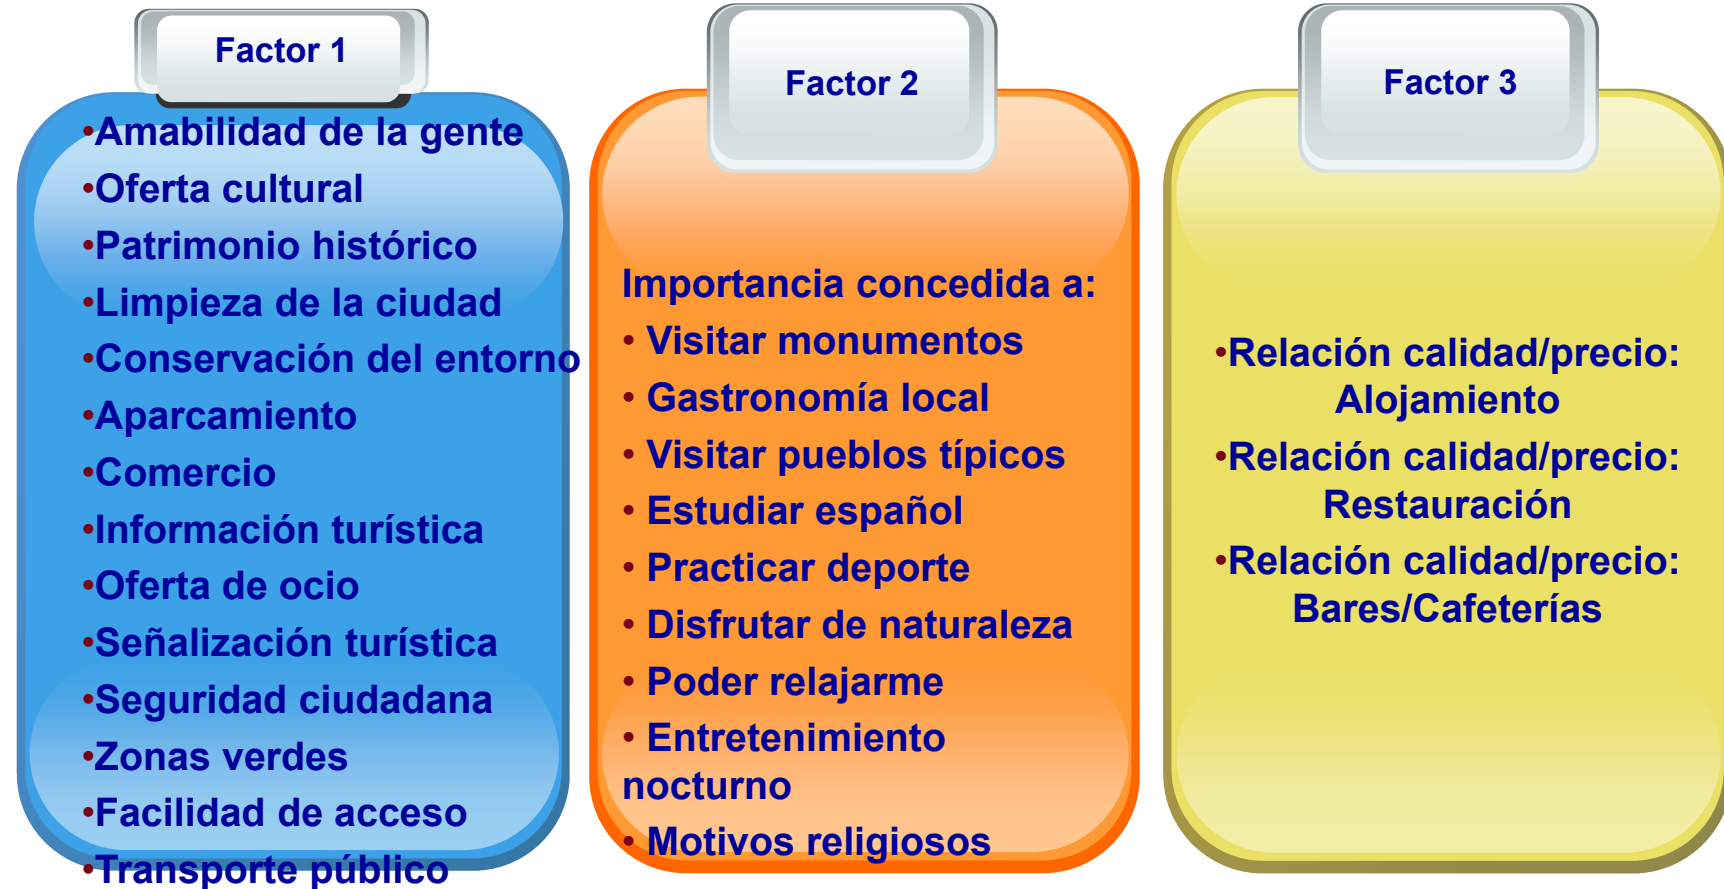 Factor 1
•Amabilidad de la gente
•Oferta cultural
•Patrimonio histórico
•Limpieza de la ciudad
•Conservación del entorno
•Aparcamiento
•Comercio
•Información turística
•Oferta de ocio
•Señalización turística
•Seguridad ciudadana
•Zonas verdes
•Facilidad de acceso
•Transporte público
Factor 2
Importancia concedida a:
• Visitar monumentos
• Gastronomía local
• Visitar pueblos típicos
• Estudiar español
• Practicar deporte
• Disfrutar de naturaleza
• Poder relajarme
• Entretenimiento
nocturno
• Motivos religiosos
Factor 3
•Relación calidad/precio:
Alojamiento
•Relación calidad/precio:
Restauración
•Relación calidad/precio:
Bares/Cafeterías